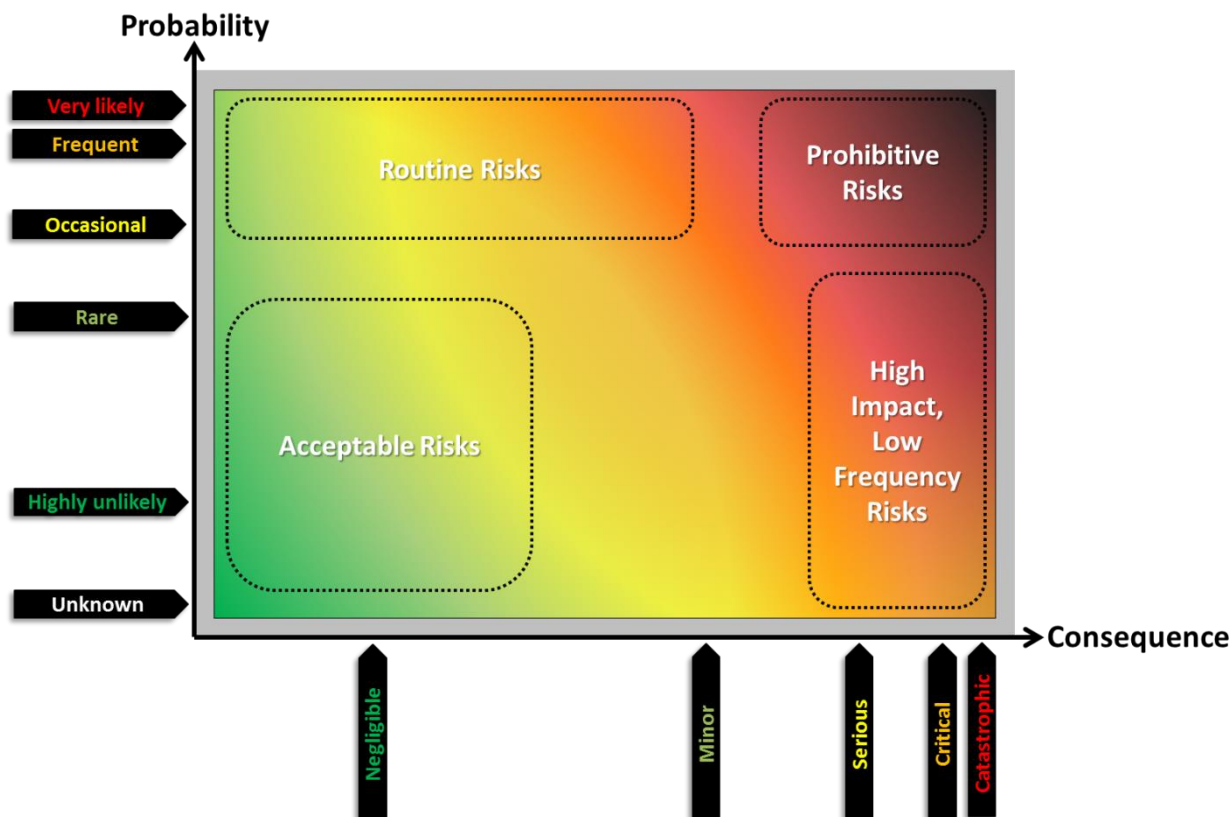 Probability
Very likely
Frequent
Occasional
Rare
Highly unlikely
Unknown
Routine Risks
Prohibitive
Risks
Acceptable Risks
High
Impact,
Low
Frequency
Risks
Consequence
Negligible
Minor
Serious
Critical
Catastrophic